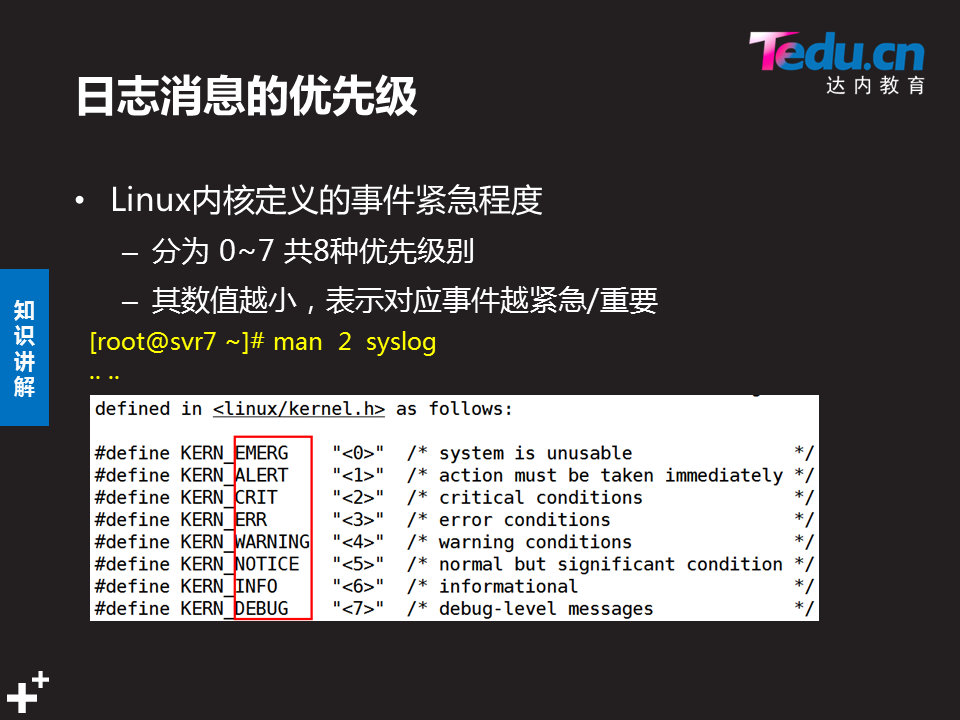 Tedu.cn
达内教育
日志消息的优先级
• Linux内核定义的事件紧急程度
– 分为 0~7 共8种优先级别
– 其数值越小，表示对应事件越紧急/重要
知识讲解
[root@svr7 ~]# man 2 syslog
.. ..
defined in <linux/kernel.h> as follows:
#define KERN_EMERG    "<0>"  /* system is unusable               */
#define KERN_ALERT    "<1>"  /* action must be taken immediately */
#define KERN_CRIT     "<2>"  /* critical conditions              */
#define KERN_ERR      "<3>"  /* error conditions                 */
#define KERN_WARNING  "<4>"  /* warning conditions               */
#define KERN_NOTICE   "<5>"  /* normal but significant condition */
#define KERN_INFO     "<6>"  /* informational                    */
#define KERN_DEBUG    "<7>"  /* debug-level messages             */